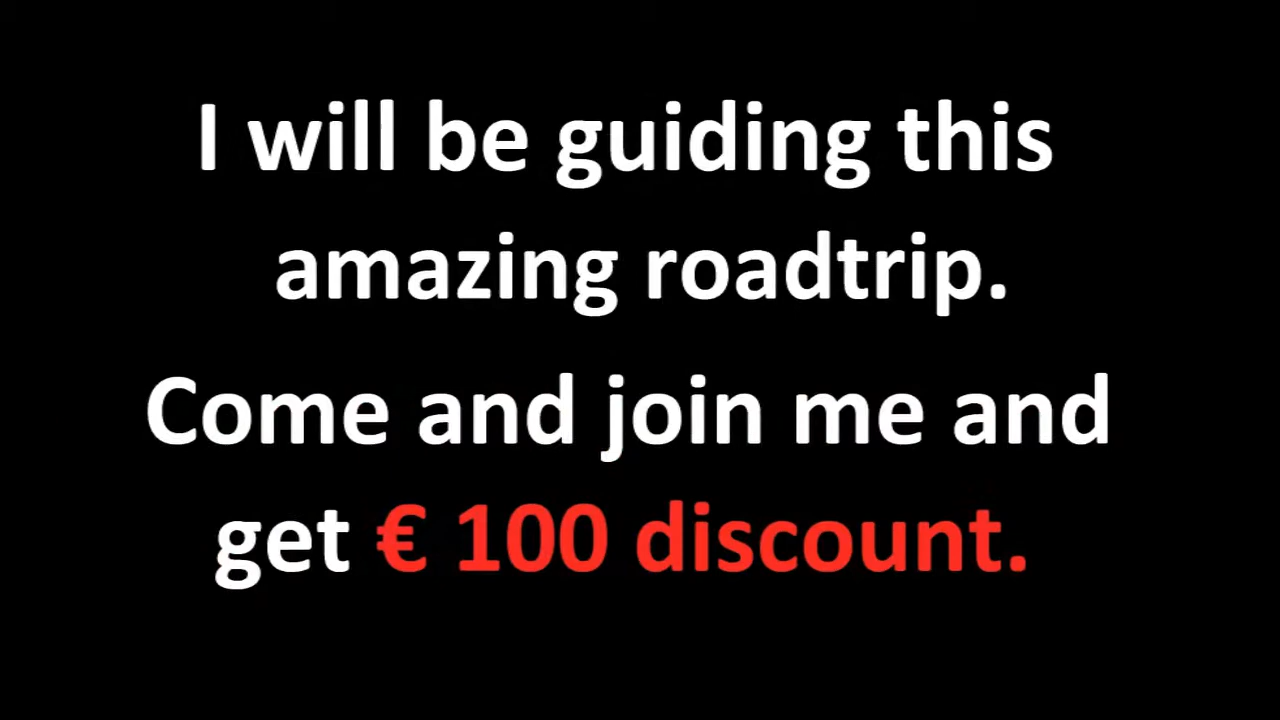 I will be guiding this
amazing roadtrip.
Come and join me and
get € 100 discount.